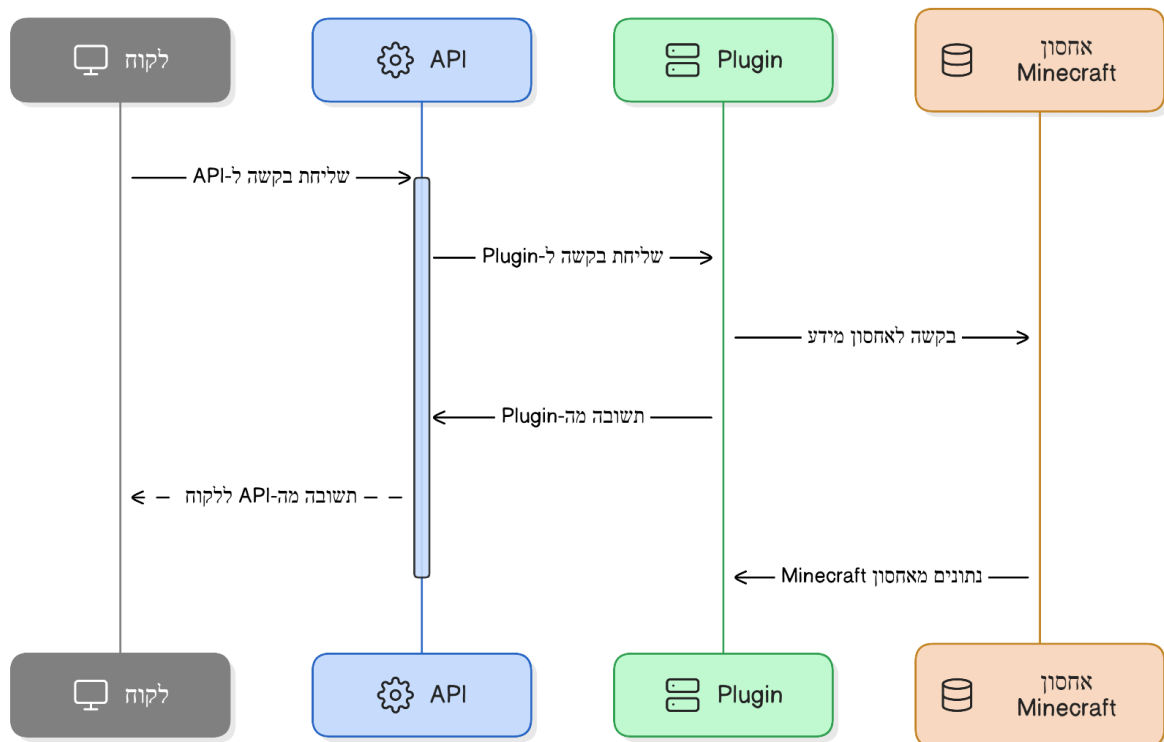 לקוח
API
Plugin
אחסון
Minecraft
שליחת בקשה ל-API
שליחת בקשה ל-Plugin
בקשה לאחסון מידע
תשובה מה-Plugin
תשובה מה-API ללקוח
נתונים מאחסון Minecraft
לקוח
API
Plugin
אחסון
Minecraft